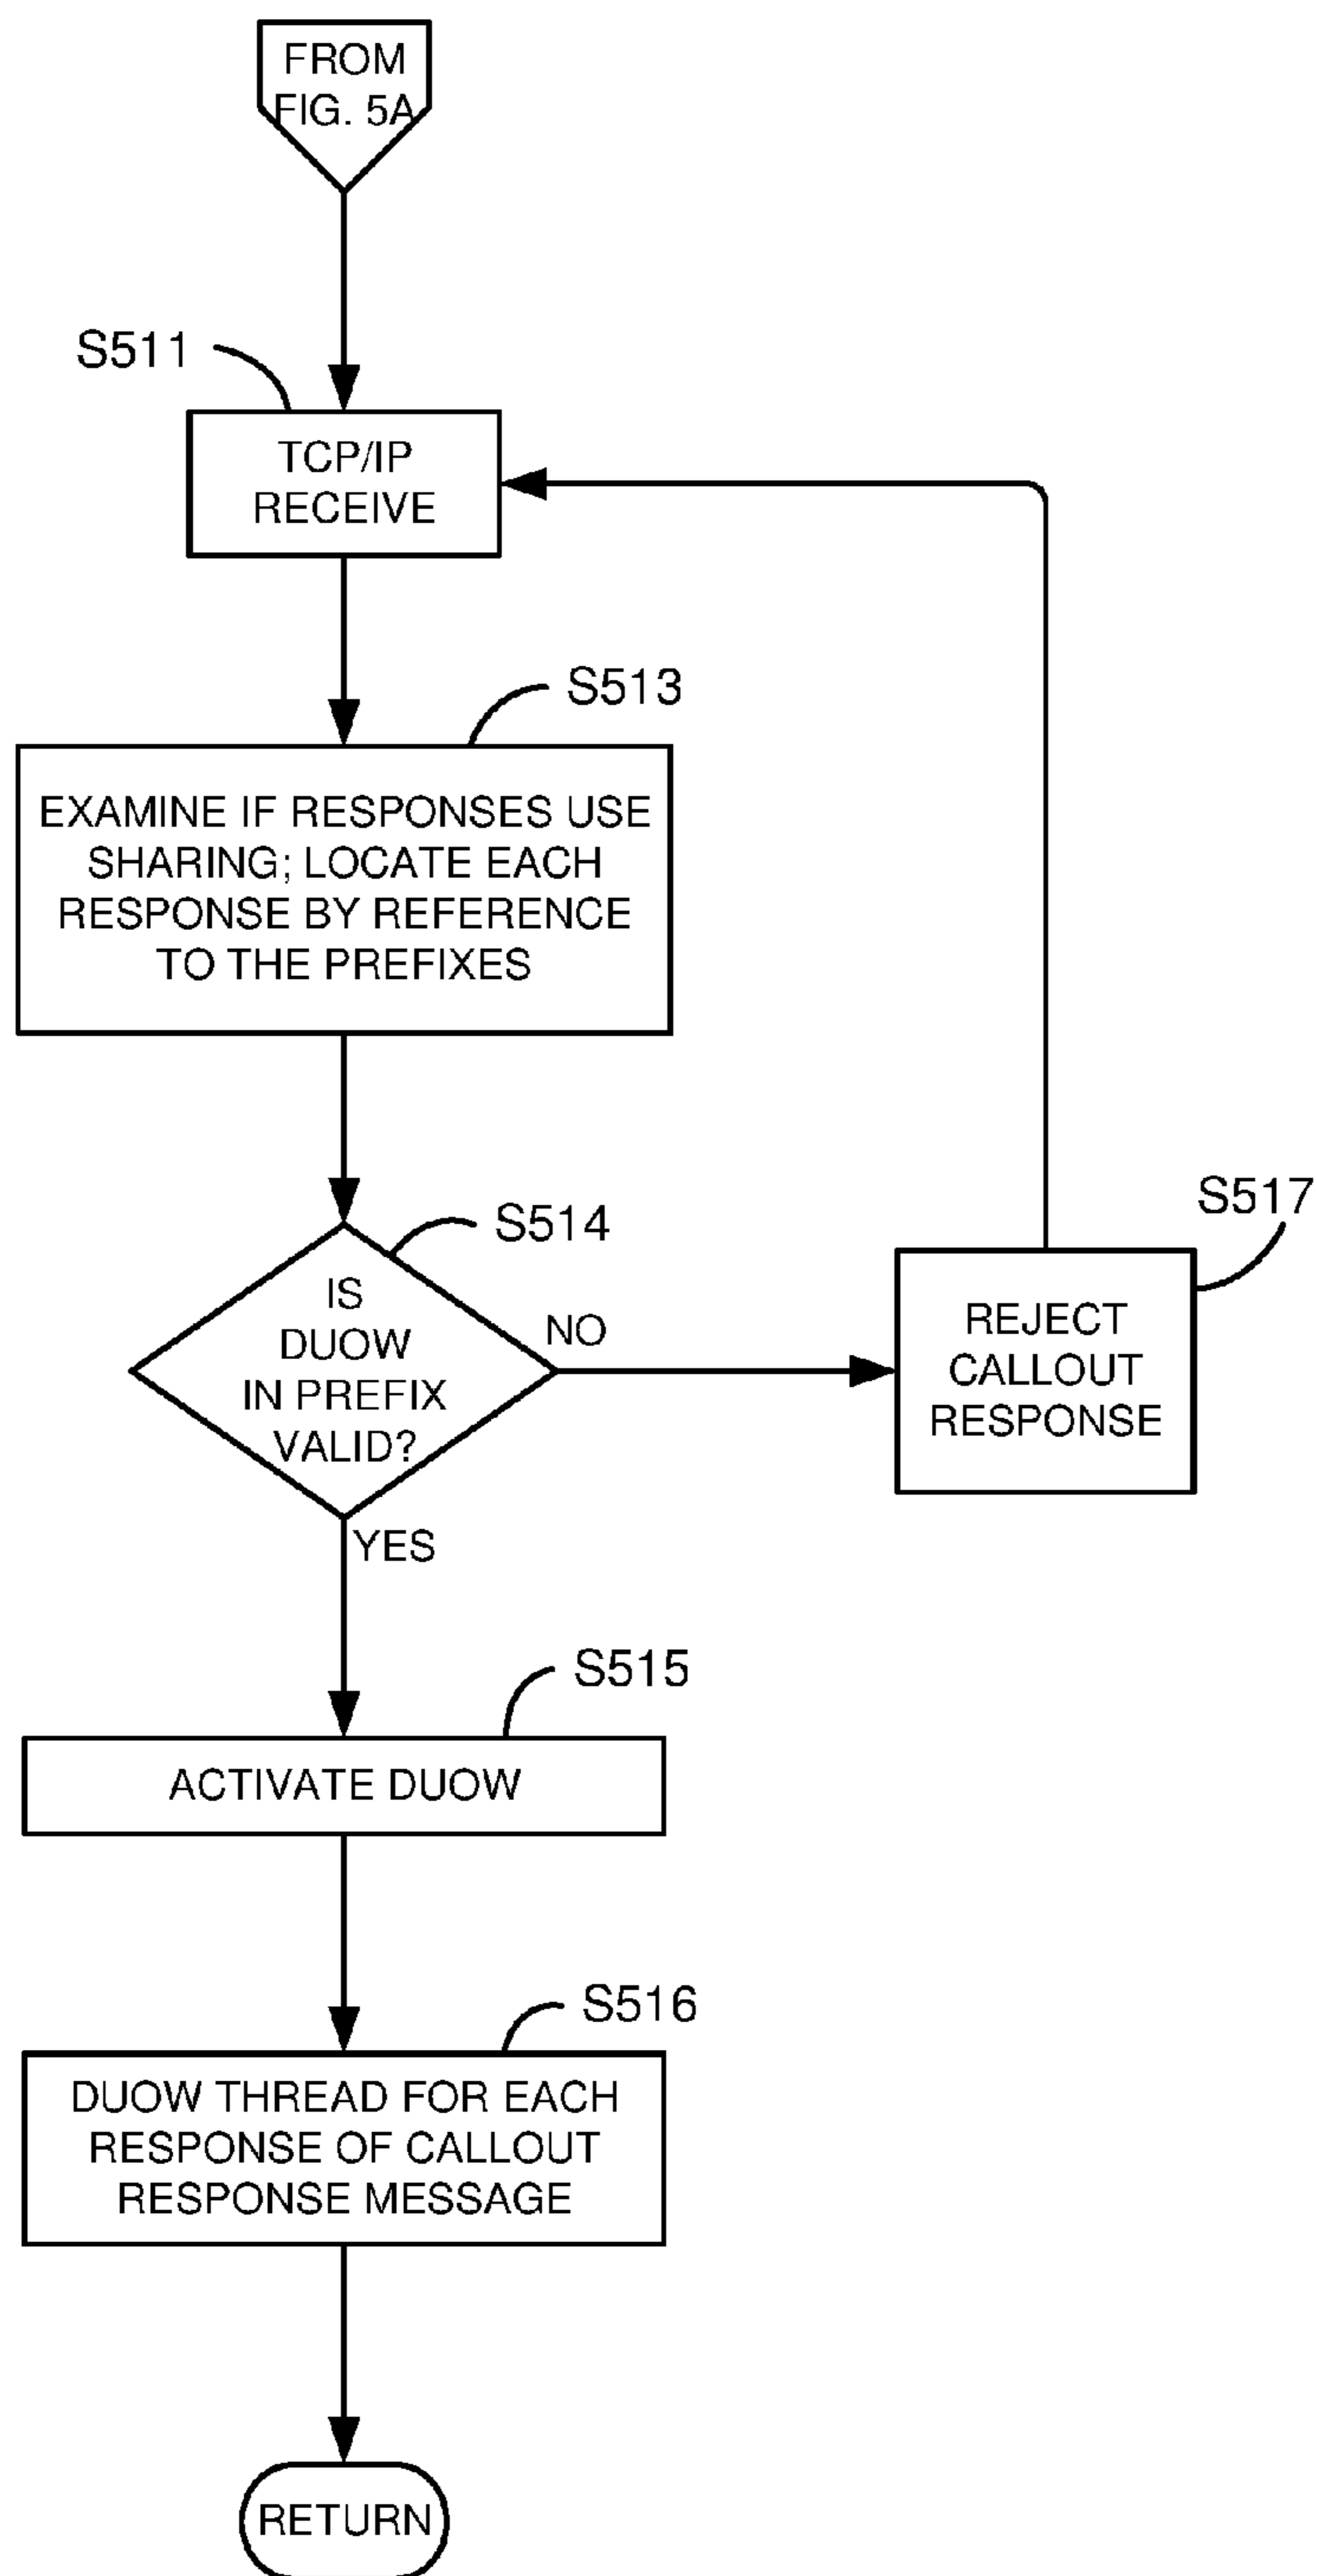 FROM
FIG. 5A
S511
TCP/IP
RECEIVE
S513
EXAMINE IF RESPONSES USE
SHARING; LOCATE EACH
RESPONSE BY REFERENCE
TO THE PREFIXES
S514
IS
DUOW
IN PREFIX
VALID?
NO
S517
REJECT
CALLOUT
RESPONSE
YES
S515
ACTIVATE DUOW
S516
DUOW THREAD FOR EACH
RESPONSE OF CALLOUT
RESPONSE MESSAGE
RETURN